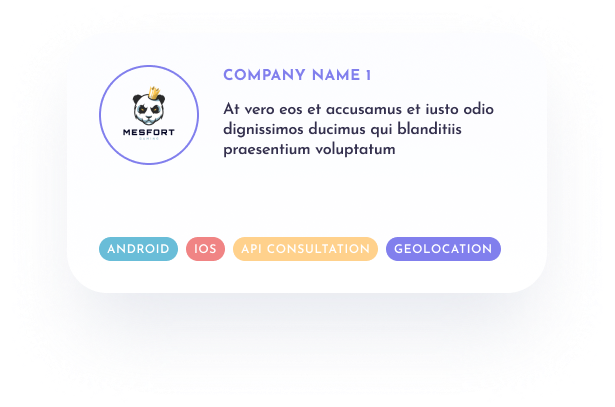 COMPANY NAME 1
At vero eos et accusamus et iusto odio
dignissimos ducimus qui blanditiis
praesentium voluptatum
MESFORT
ANDROID IOS API CONSULTATION GEOLOCATION